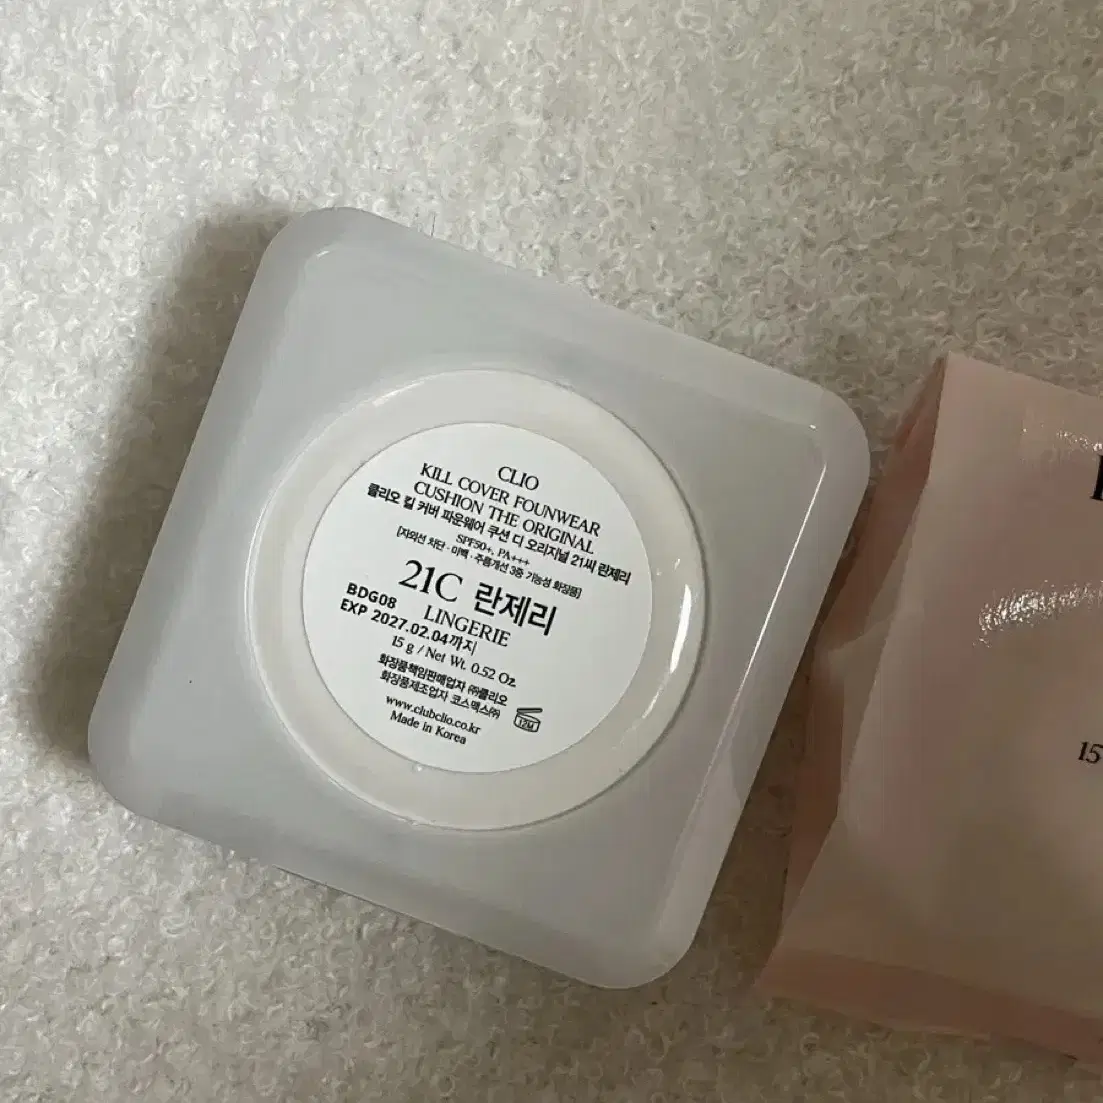 CLIO
KILL COVER FOUNWEAR
CUSHION THE ORIGINAL
클리오 킬 커버 파운웨어 쿠션 디 오리지널 21씨 란제리
SPF50+, PA+++
[자외선 차단 · 미백 · 주름개선 3중 기능성 화장품]
21C 란제리
LINGERIE
BDG08
EXP 2027.02.04까지
15 g / Net Wt. 0.52 Oz.
화장품책임판매업자 ㈜클리오
화장품제조업자 코스맥스㈜
www.clubclio.co.kr
Made in Korea
12M
15